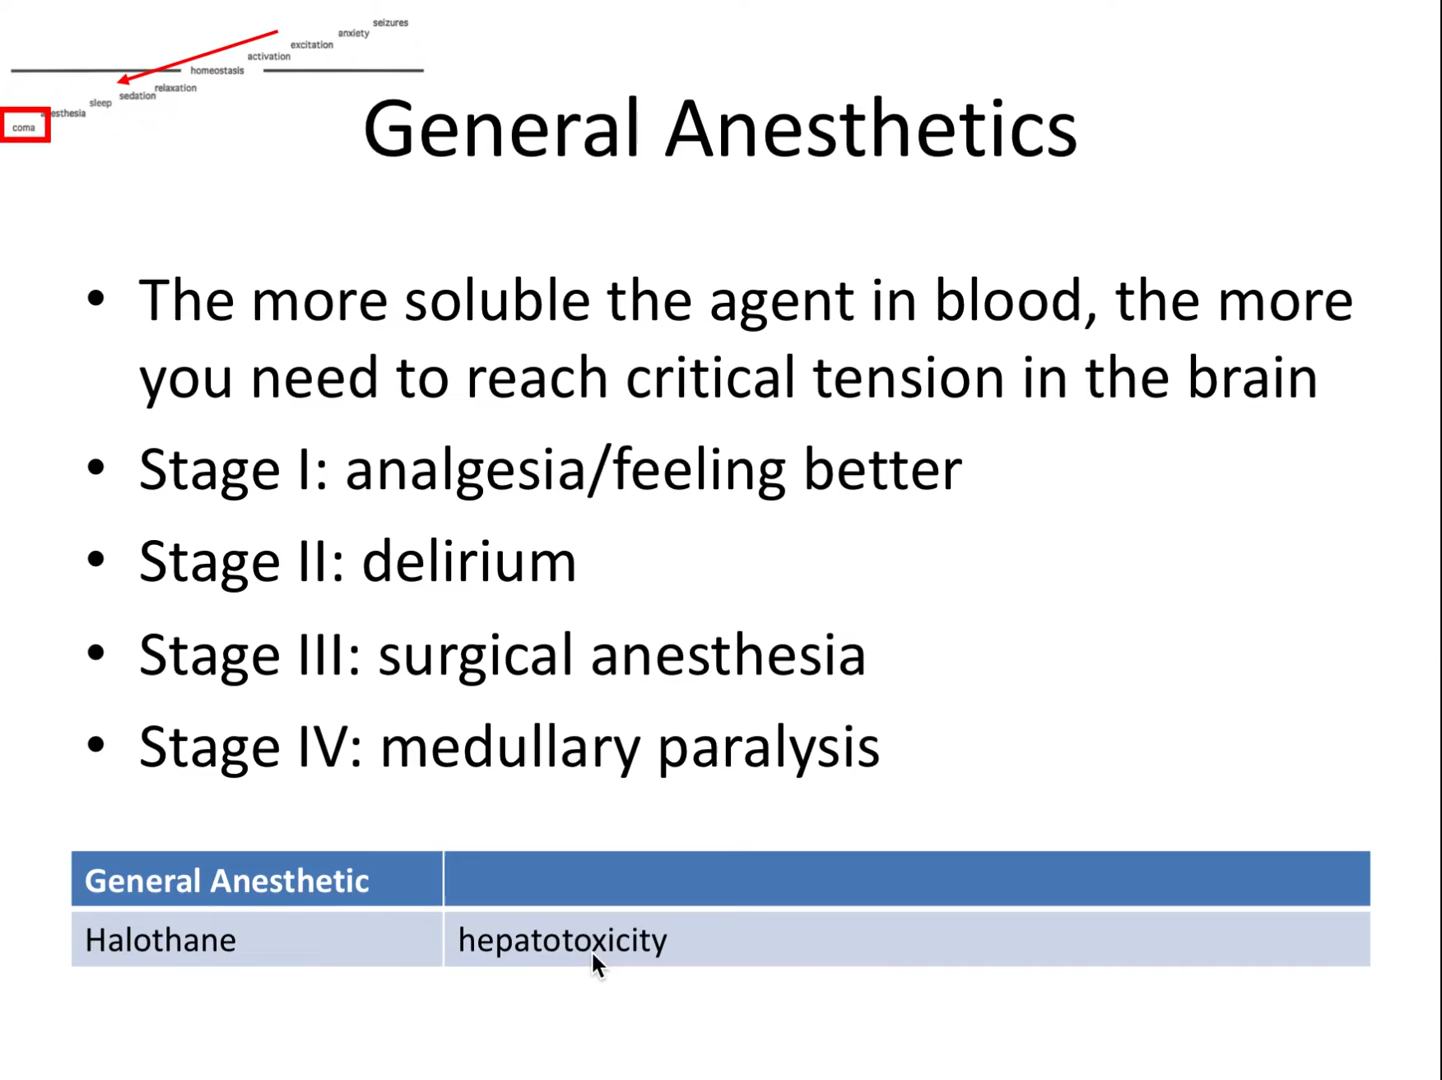 seizures
anxiety
excitation
activation
homeostasis
relaxation
sedation
sleep
esthesia
coma
General Anesthetics
• The more soluble the agent in blood, the more
you need to reach critical tension in the brain
• Stage I: analgesia/feeling better
• Stage II: delirium
• Stage III: surgical anesthesia
• Stage IV: medullary paralysis
General Anesthetic
Halothane hepatotoxicity